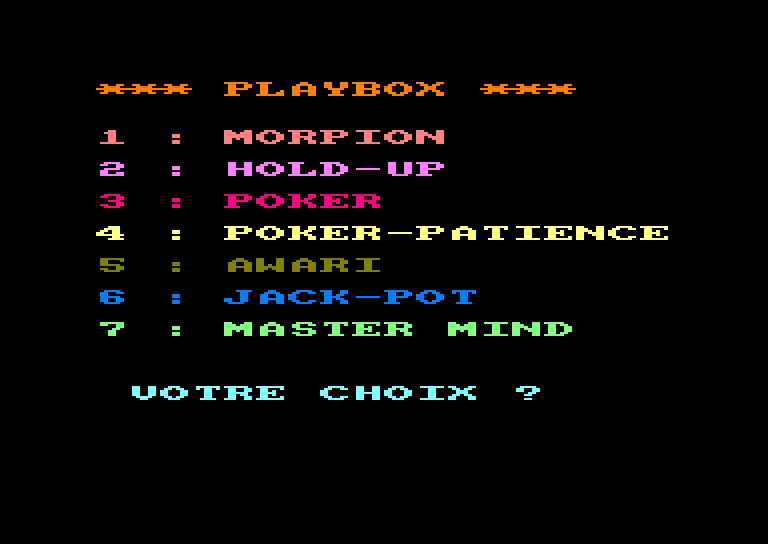 *** PLAYBOX ***
1 : MORPION
2 : HOLD-UP
3 : POKER
4 : POKER-PATIENCE
5 : AWARI
6 : JACK-POT
7 : MASTER MIND
VOTRE CHOIX ?